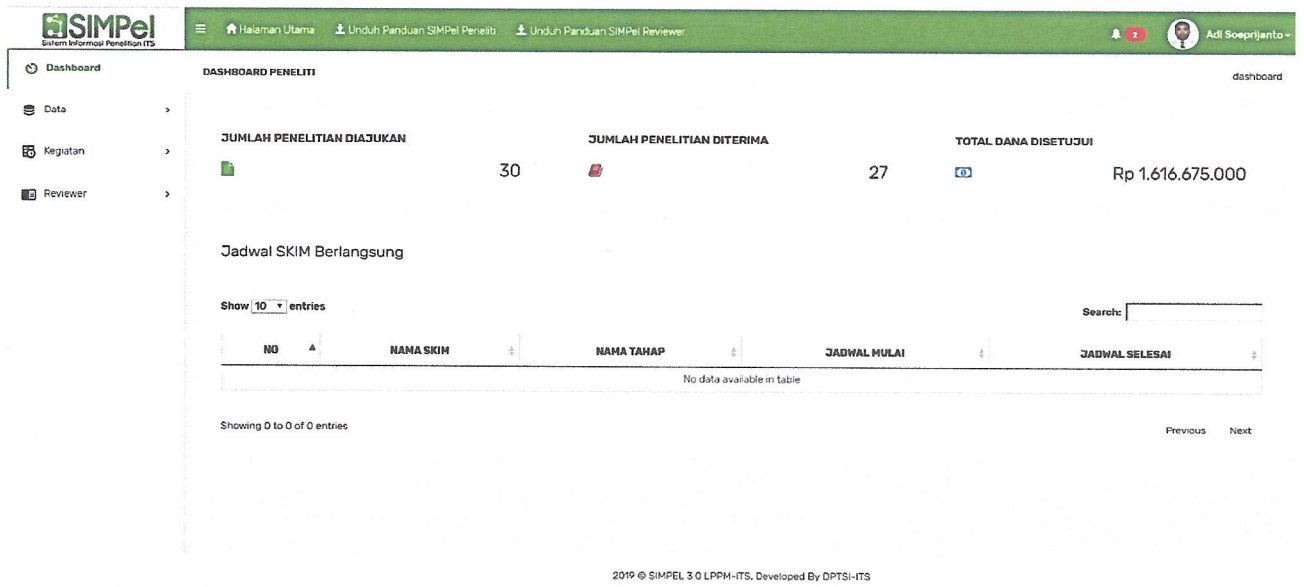 SIMPel
Sistem Informasi Penelitian ITS
Halaman Utama Unduh Panduan SIMPel Peneliti Unduh Panduan SIMPel Reviewer 2 Adi Soeprijanto
Dashboard
Data
Kegiatan
Reviewer
DASHBOARD PENELITI dashboard
JUMLAH PENELITIAN DIAJUKAN JUMLAH PENELITIAN DITERIMA TOTAL DANA DISETUJUI
30 27 Rp 1.616.675.000
Jadwal SKIM Berlangsung
Show 10 entries Search:
NO NAMA SKIM NAMA TAHAP JADWAL MULAI JADWAL SELESAI
No data available in table
Showing 0 to 0 of 0 entries Previous Next
2019 © SIMPEL 3.0 LPPM-ITS, Developed By DPTSI-ITS